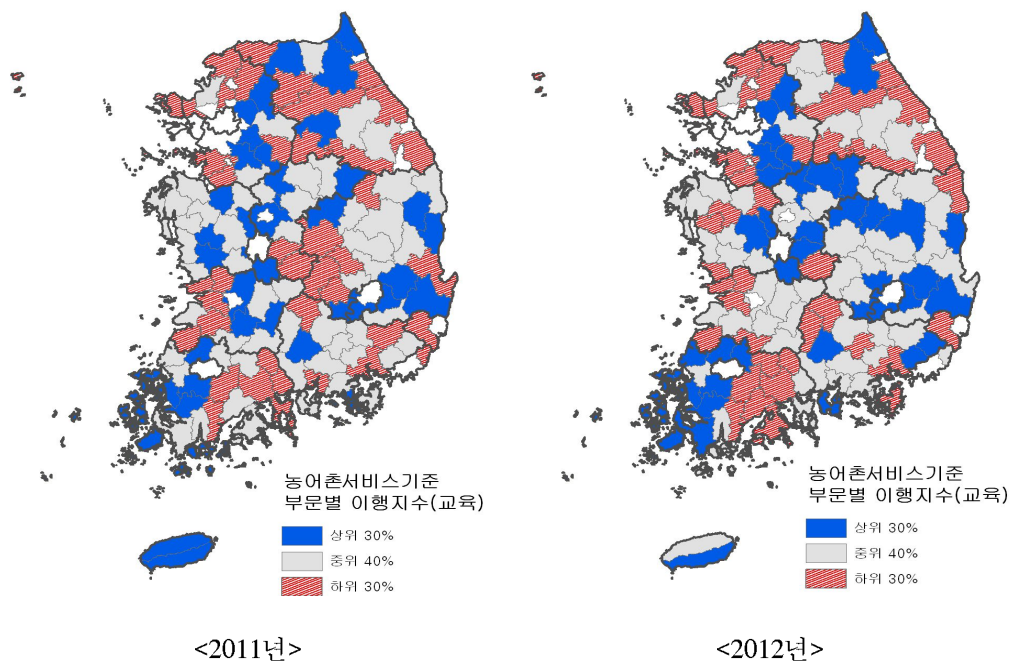 농어촌서비스기준
부문별 이행지수(교육)
상위 30%
중위 40%
하위 30%
<2011년>
농어촌서비스기준
부문별 이행지수(교육)
상위 30%
중위 40%
하위 30%
<2012년>